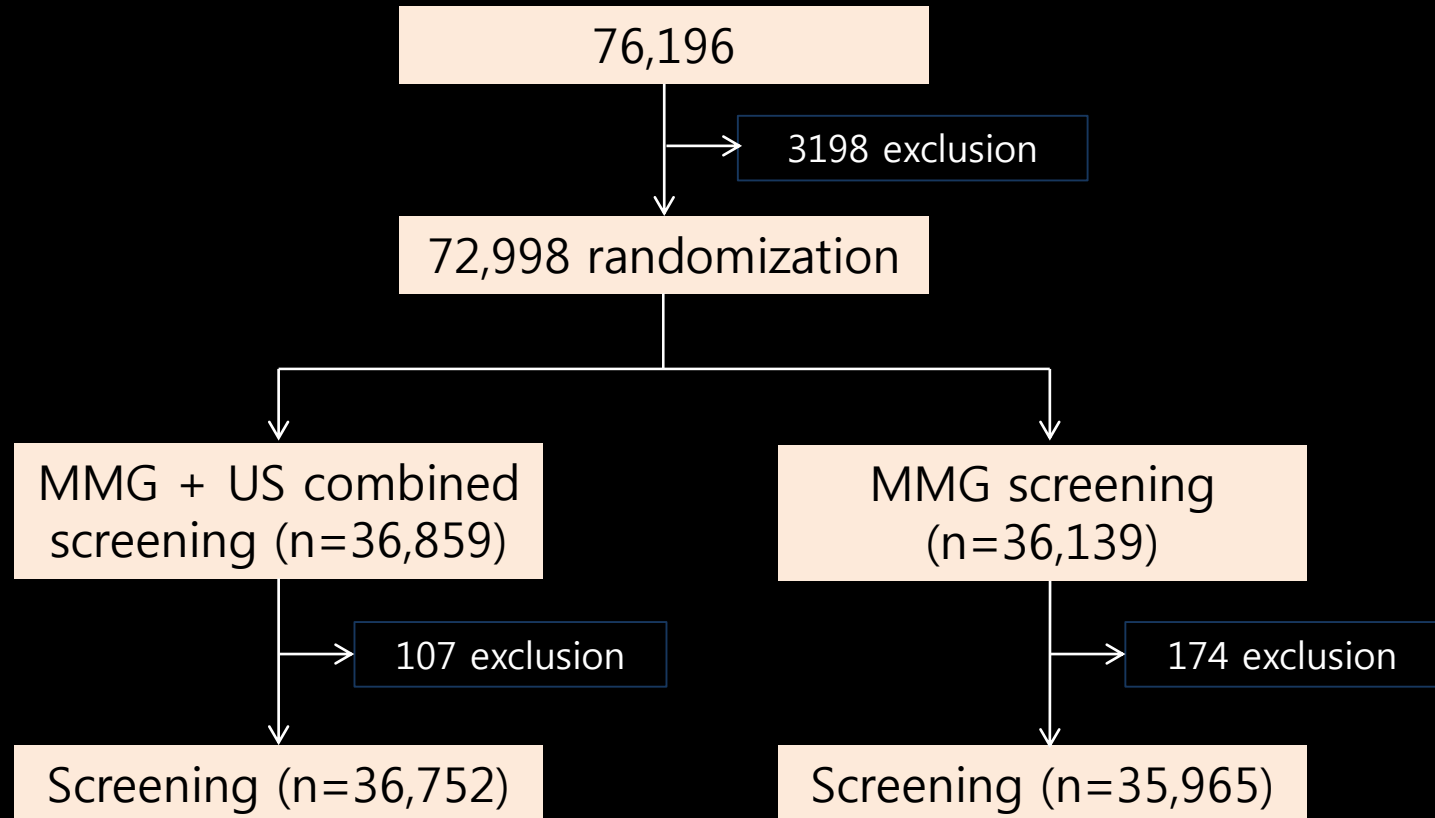 76,196
3198 exclusion
72,998 randomization
MMG + US combined
screening (n=36,859)
MMG screening
(n=36,139)
107 exclusion
174 exclusion
Screening (n=36,752)
Screening (n=35,965)